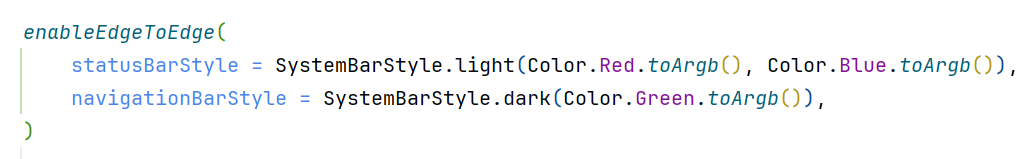 enableEdgeToEdge(
    statusBarStyle = SystemBarStyle.light(Color.Red.toArgb(), Color.Blue.toArgb()),
    navigationBarStyle = SystemBarStyle.dark(Color.Green.toArgb()),
)